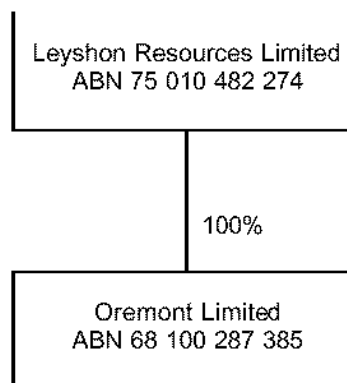 Leyshon Resources Limited
ABN 75 010 482 274
100%
Oremont Limited
ABN 68 100 287 385